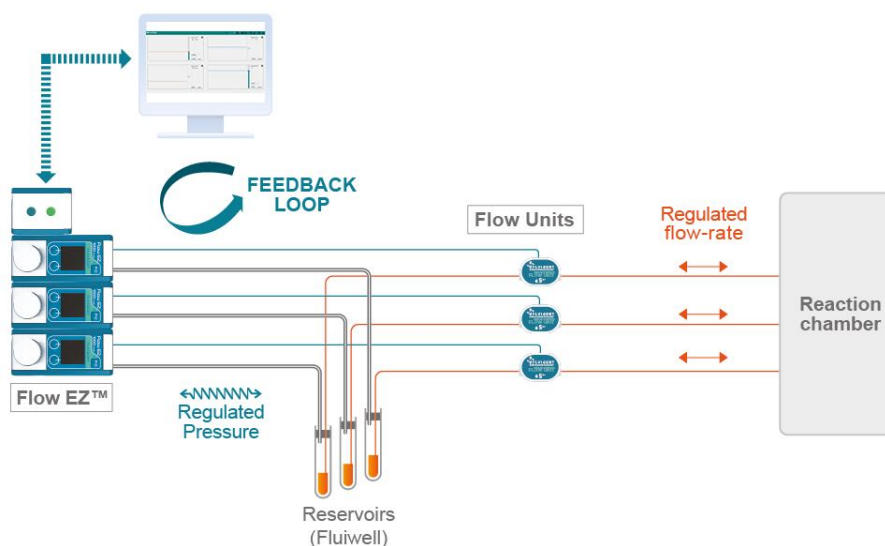 FEEDBACK
LOOP
Flow Units
Regulated
flow-rate
Reaction
chamber
Flow EZ™
Regulated
Pressure
Reservoirs
(Fluiwell)